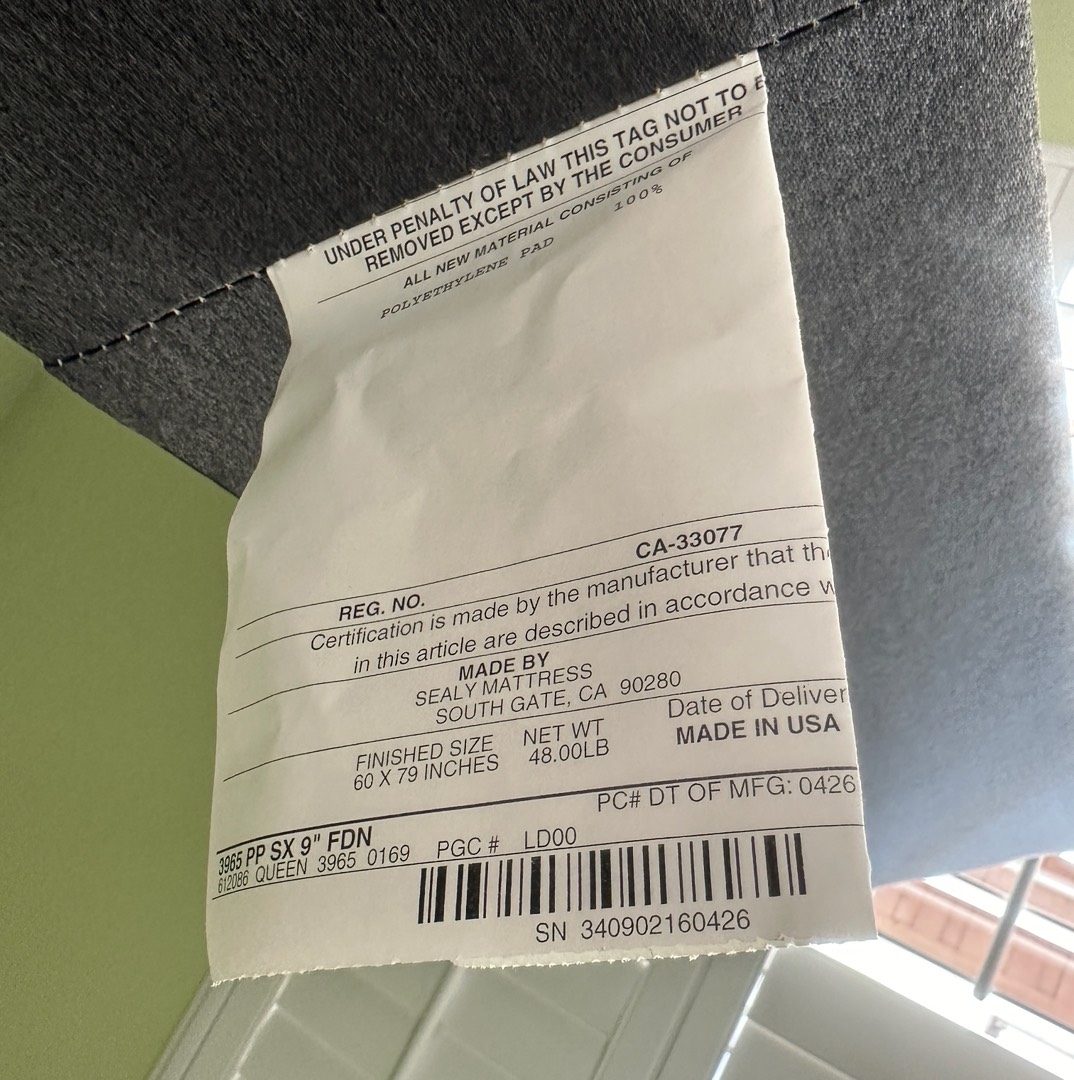 UNDER PENALTY OF LAW THIS TAG NOT TO
REMOVED EXCEPT BY THE CONSUMER
ALL NEW MATERIAL CONSISTING OF
POLYETHYLENE PAD 100%
REG. NO. CA-33077
Certification is made by the manufacturer that the
in this article are described in accordance
MADE BY
SEALY MATTRESS
SOUTH GATE, CA 90280
FINISHED SIZE NET WT Date of Deliver
60 X 79 INCHES 48.00LB MADE IN USA
PC# DT OF MFG: 0426
3965 PP SX 9" FDN
612086 QUEEN 3965 0169 PGC # LD00
SN 340902160426